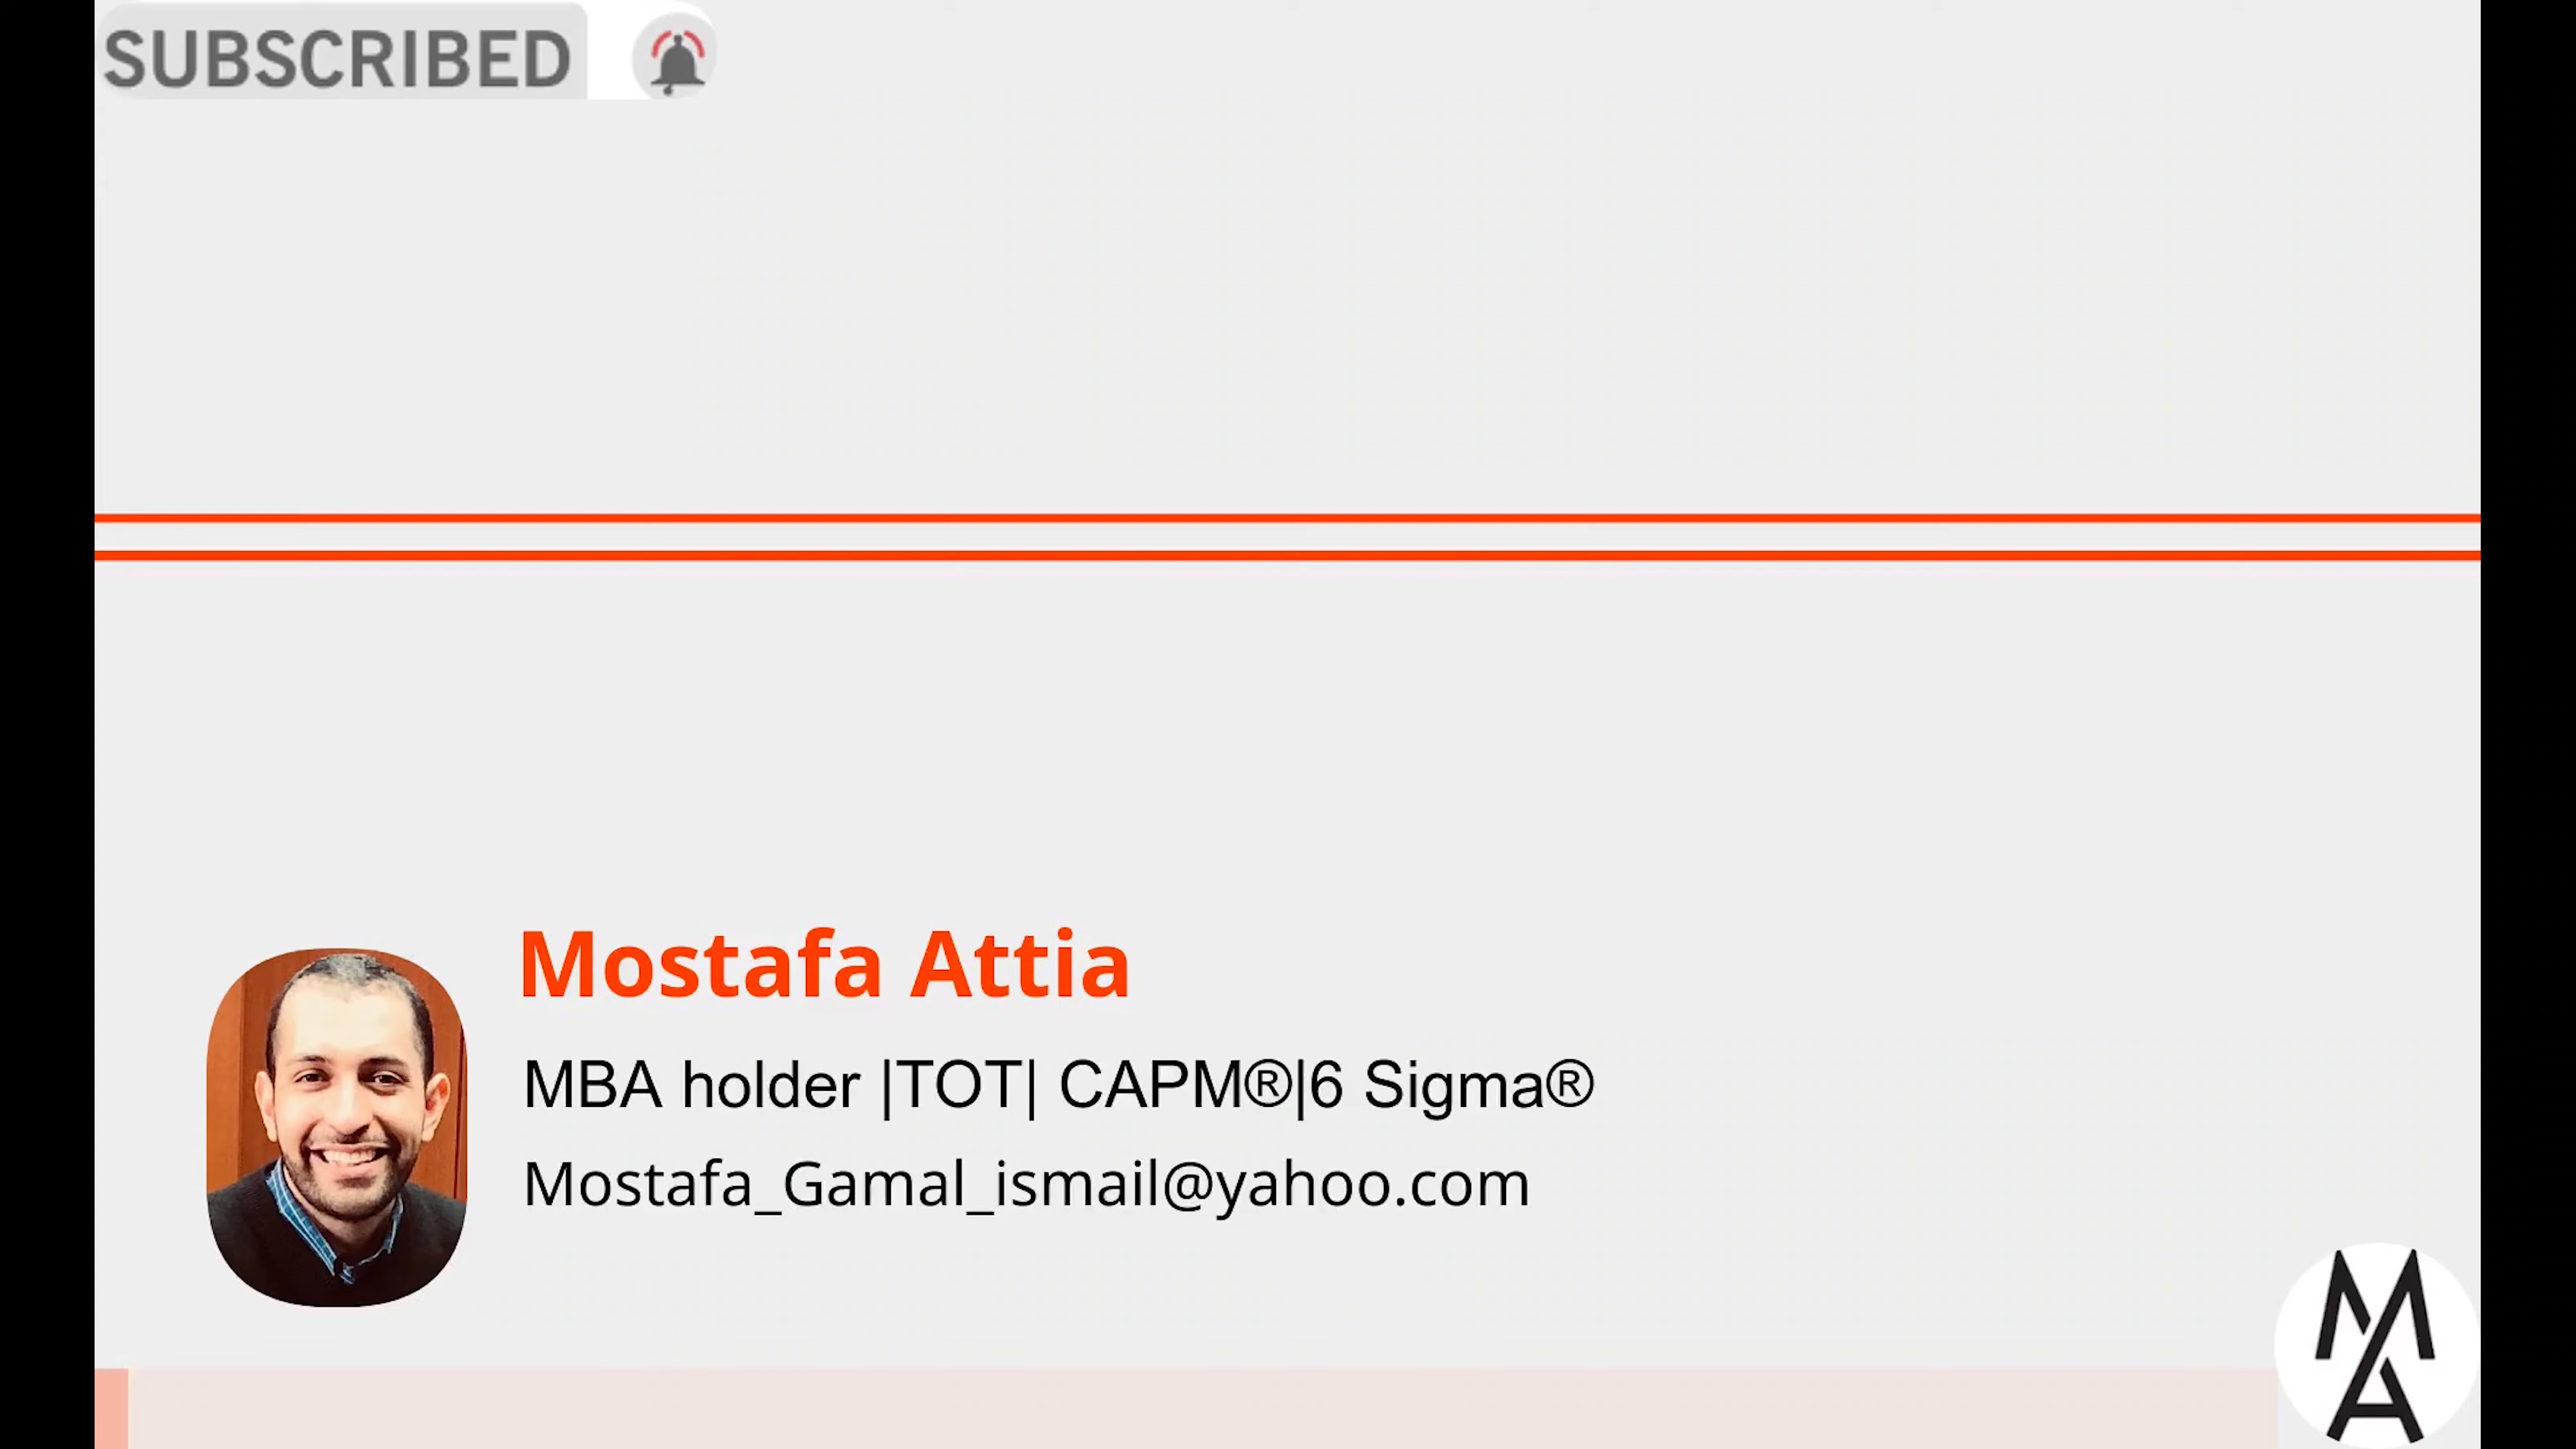 SUBSCRIBED
Mostafa Attia
MBA holder |TOT| CAPM®|6 Sigma®
Mostafa_Gamal_ismail@yahoo.com
MA